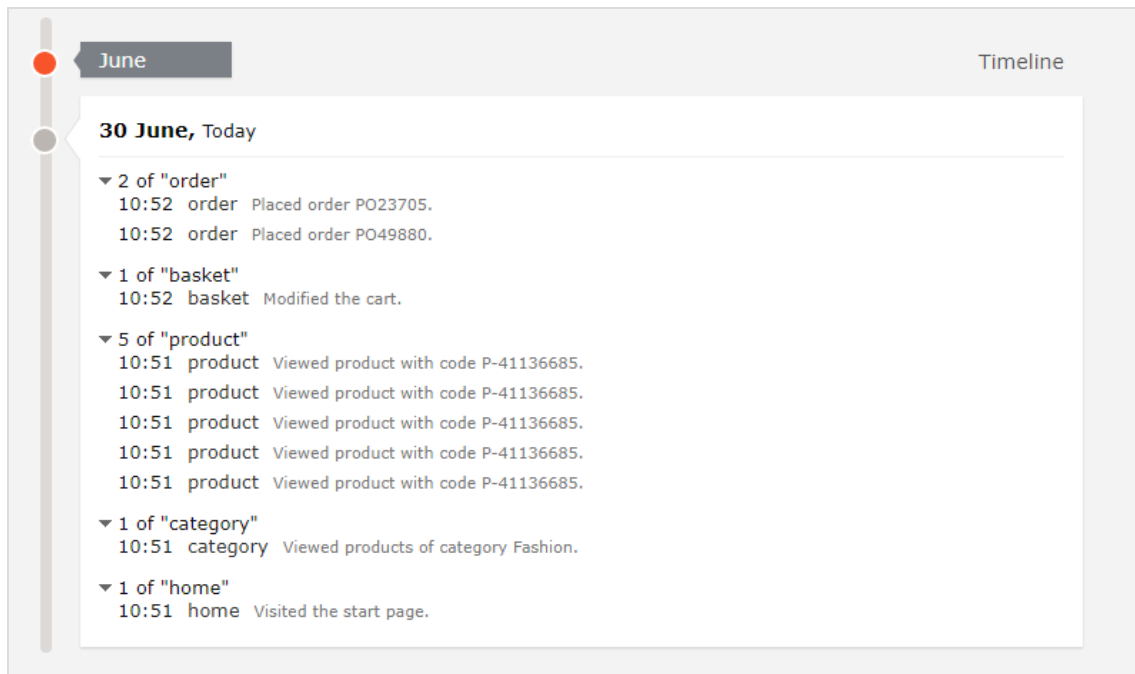 June
Timeline
30 June, Today
2 of "order"
10:52 order Placed order PO23705.
10:52 order Placed order PO49880.
1 of "basket"
10:52 basket Modified the cart.
5 of "product"
10:51 product Viewed product with code P-41136685.
10:51 product Viewed product with code P-41136685.
10:51 product Viewed product with code P-41136685.
10:51 product Viewed product with code P-41136685.
10:51 product Viewed product with code P-41136685.
1 of "category"
10:51 category Viewed products of category Fashion.
1 of "home"
10:51 home Visited the start page.